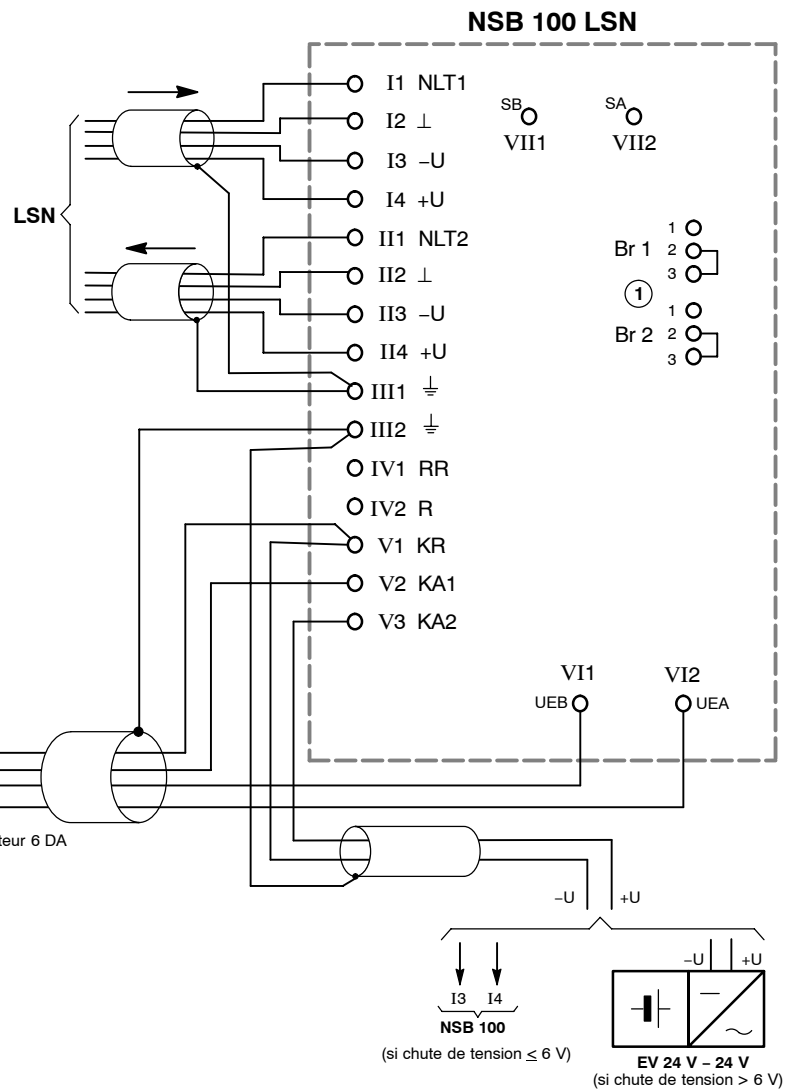 NSB 100 LSN
I1 NLT1
I2 ⊥
I3 −U
I4 +U
II1 NLT2
II2 ⊥
II3 −U
II4 +U
III1 ⏚
III2 ⏚
IV1 RR
IV2 R
V1 KR
V2 KA1
V3 KA2
SB
VII1
SA
VII2
Br 1
1
2
3
1
Br 2
1
2
3
LSN
VI1
UEB
VI2
UEA
teur 6 DA
−U +U
I3 I4
NSB 100
(si chute de tension ≤ 6 V)
−U +U
EV 24 V – 24 V
(si chute de tension > 6 V)